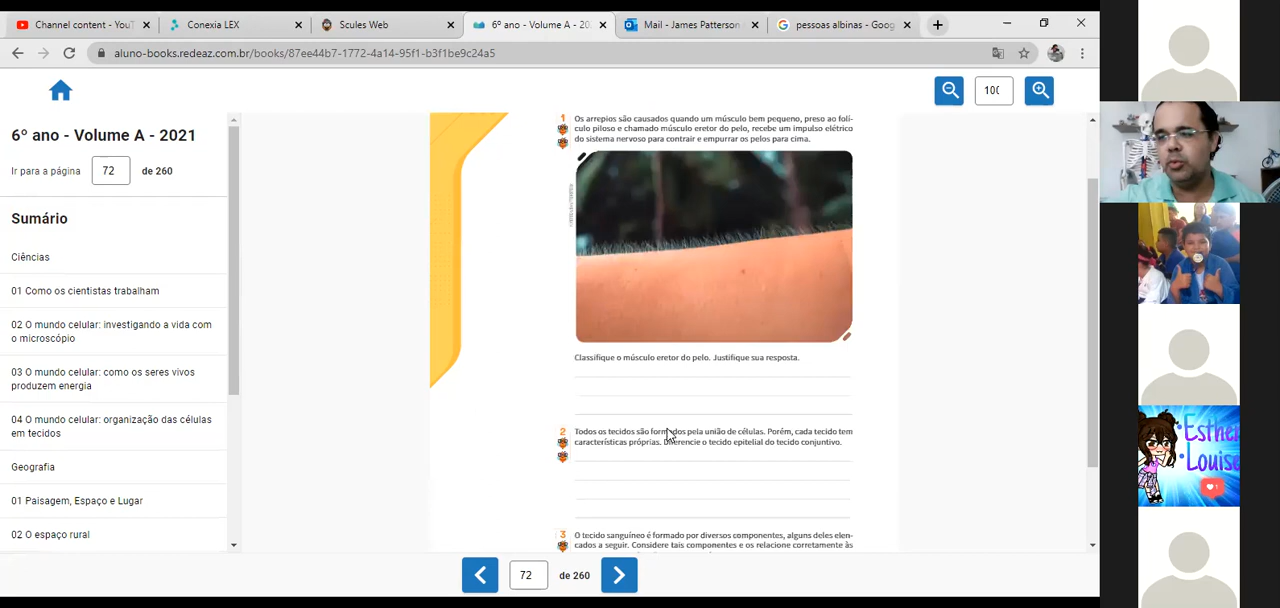 Channel content - YouT
Conexia LEX
Scules Web
6º ano - Volume A - 20
Mail - James Patterson
pessoas albinas - Goog
aluno-books.redeaz.com.br/books/87ee44b7-1772-4a14-95f1-b3f1be9c24a5
10
6º ano - Volume A - 2021
Ir para a página 72 de 260
Sumário
Ciências
01 Como os cientistas trabalham
02 O mundo celular: investigando a vida com
o microscópio
03 O mundo celular: como os seres vivos
produzem energia
04 O mundo celular: organização das células
em tecidos
Geografia
01 Paisagem, Espaço e Lugar
02 O espaço rural
1 Os arrepios são causados quando um músculo bem pequeno, preso ao folí-
culo piloso e chamado músculo eretor do pelo, recebe um impulso elétrico
do sistema nervoso para contrair e empurrar os pelos para cima.
Classifique o músculo eretor do pelo. Justifique sua resposta.
2 Todos os tecidos são formados pela união de células. Porém, cada tecido tem
características próprias. Diferencie o tecido epitelial do tecido conjuntivo.
3 O tecido sanguíneo é formado por diversos componentes, alguns deles elen-
cados a seguir. Considere tais componentes e os relacione corretamente às
72 de 260
Esther
Louise
1